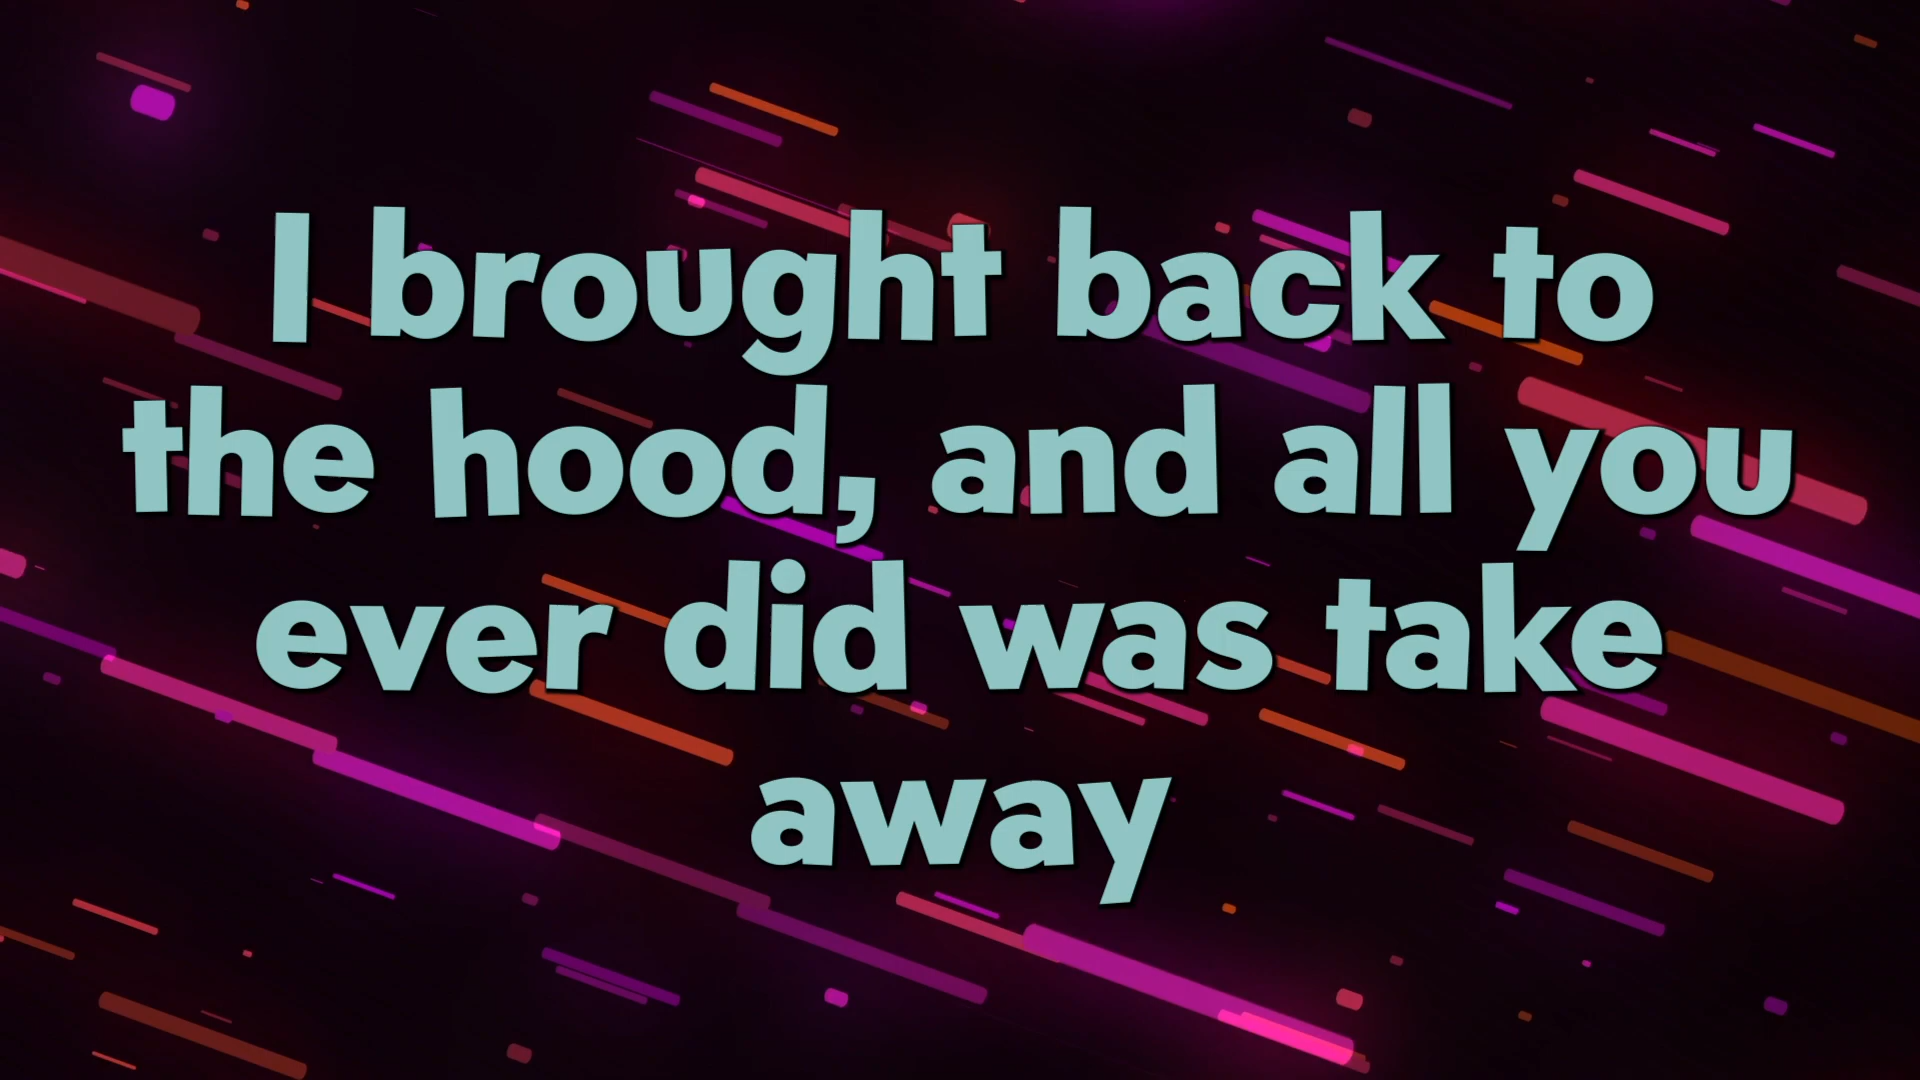 I brought back to
the hood, and all you
ever did was take
away